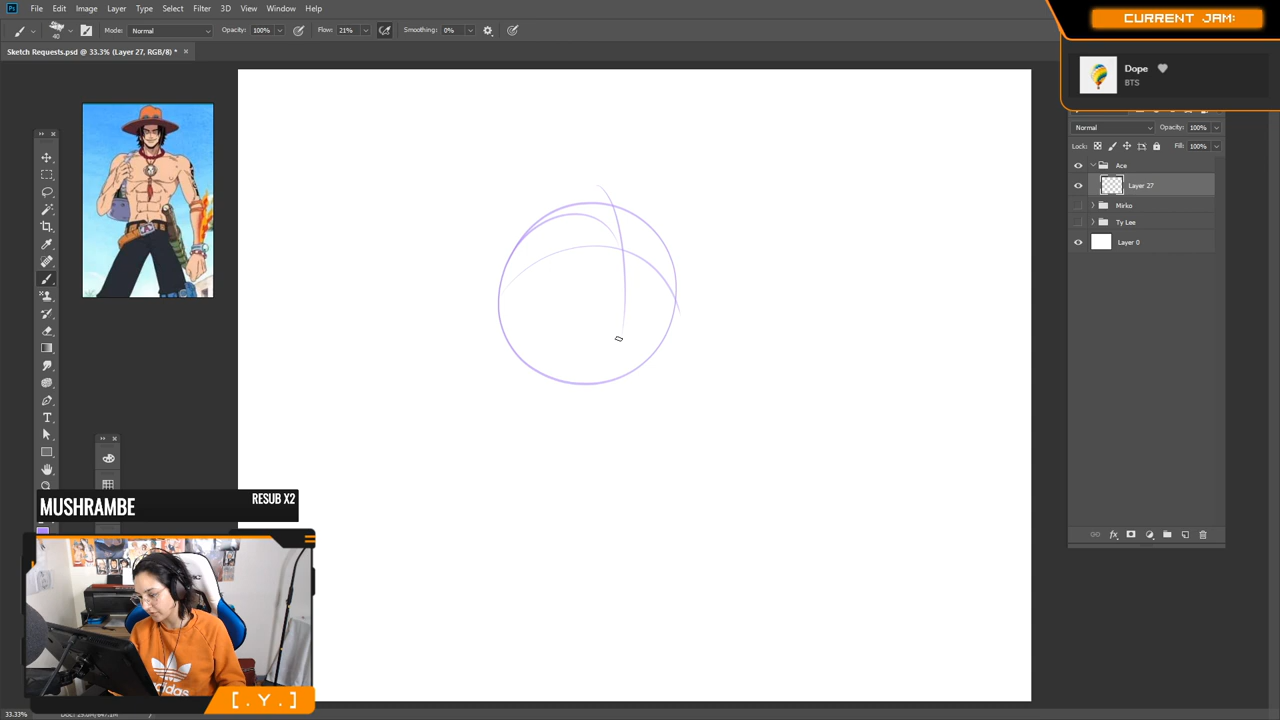 File Edit Image Layer Type Select Filter 3D View Window Help
Mode: Normal Opacity: 100% Flow: 21% Smoothing: 0%
Sketch Requests.psd @ 33.3% (Layer 27, RGB/8) *
CURRENT JAM:
Dope
BTS
Normal Opacity: 100%
Lock: Fill: 100%
Ace
Layer 27
Mirko
Ty Lee
Layer 0
MUSHRAMBE RESUB X2
adidas
[ . Y . ]
33.33%